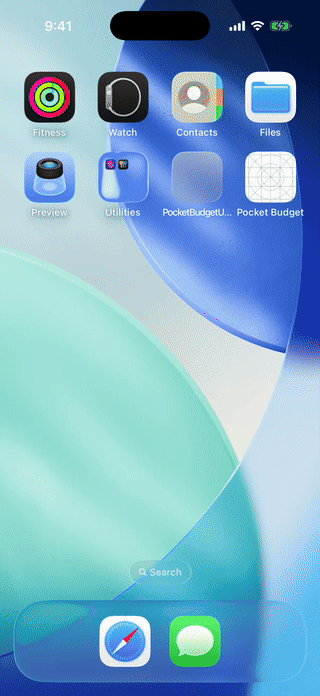 9:41
Fitness
Watch
Contacts
Files
Preview
Utilities
PocketBudgetU...
Pocket Budget
Search